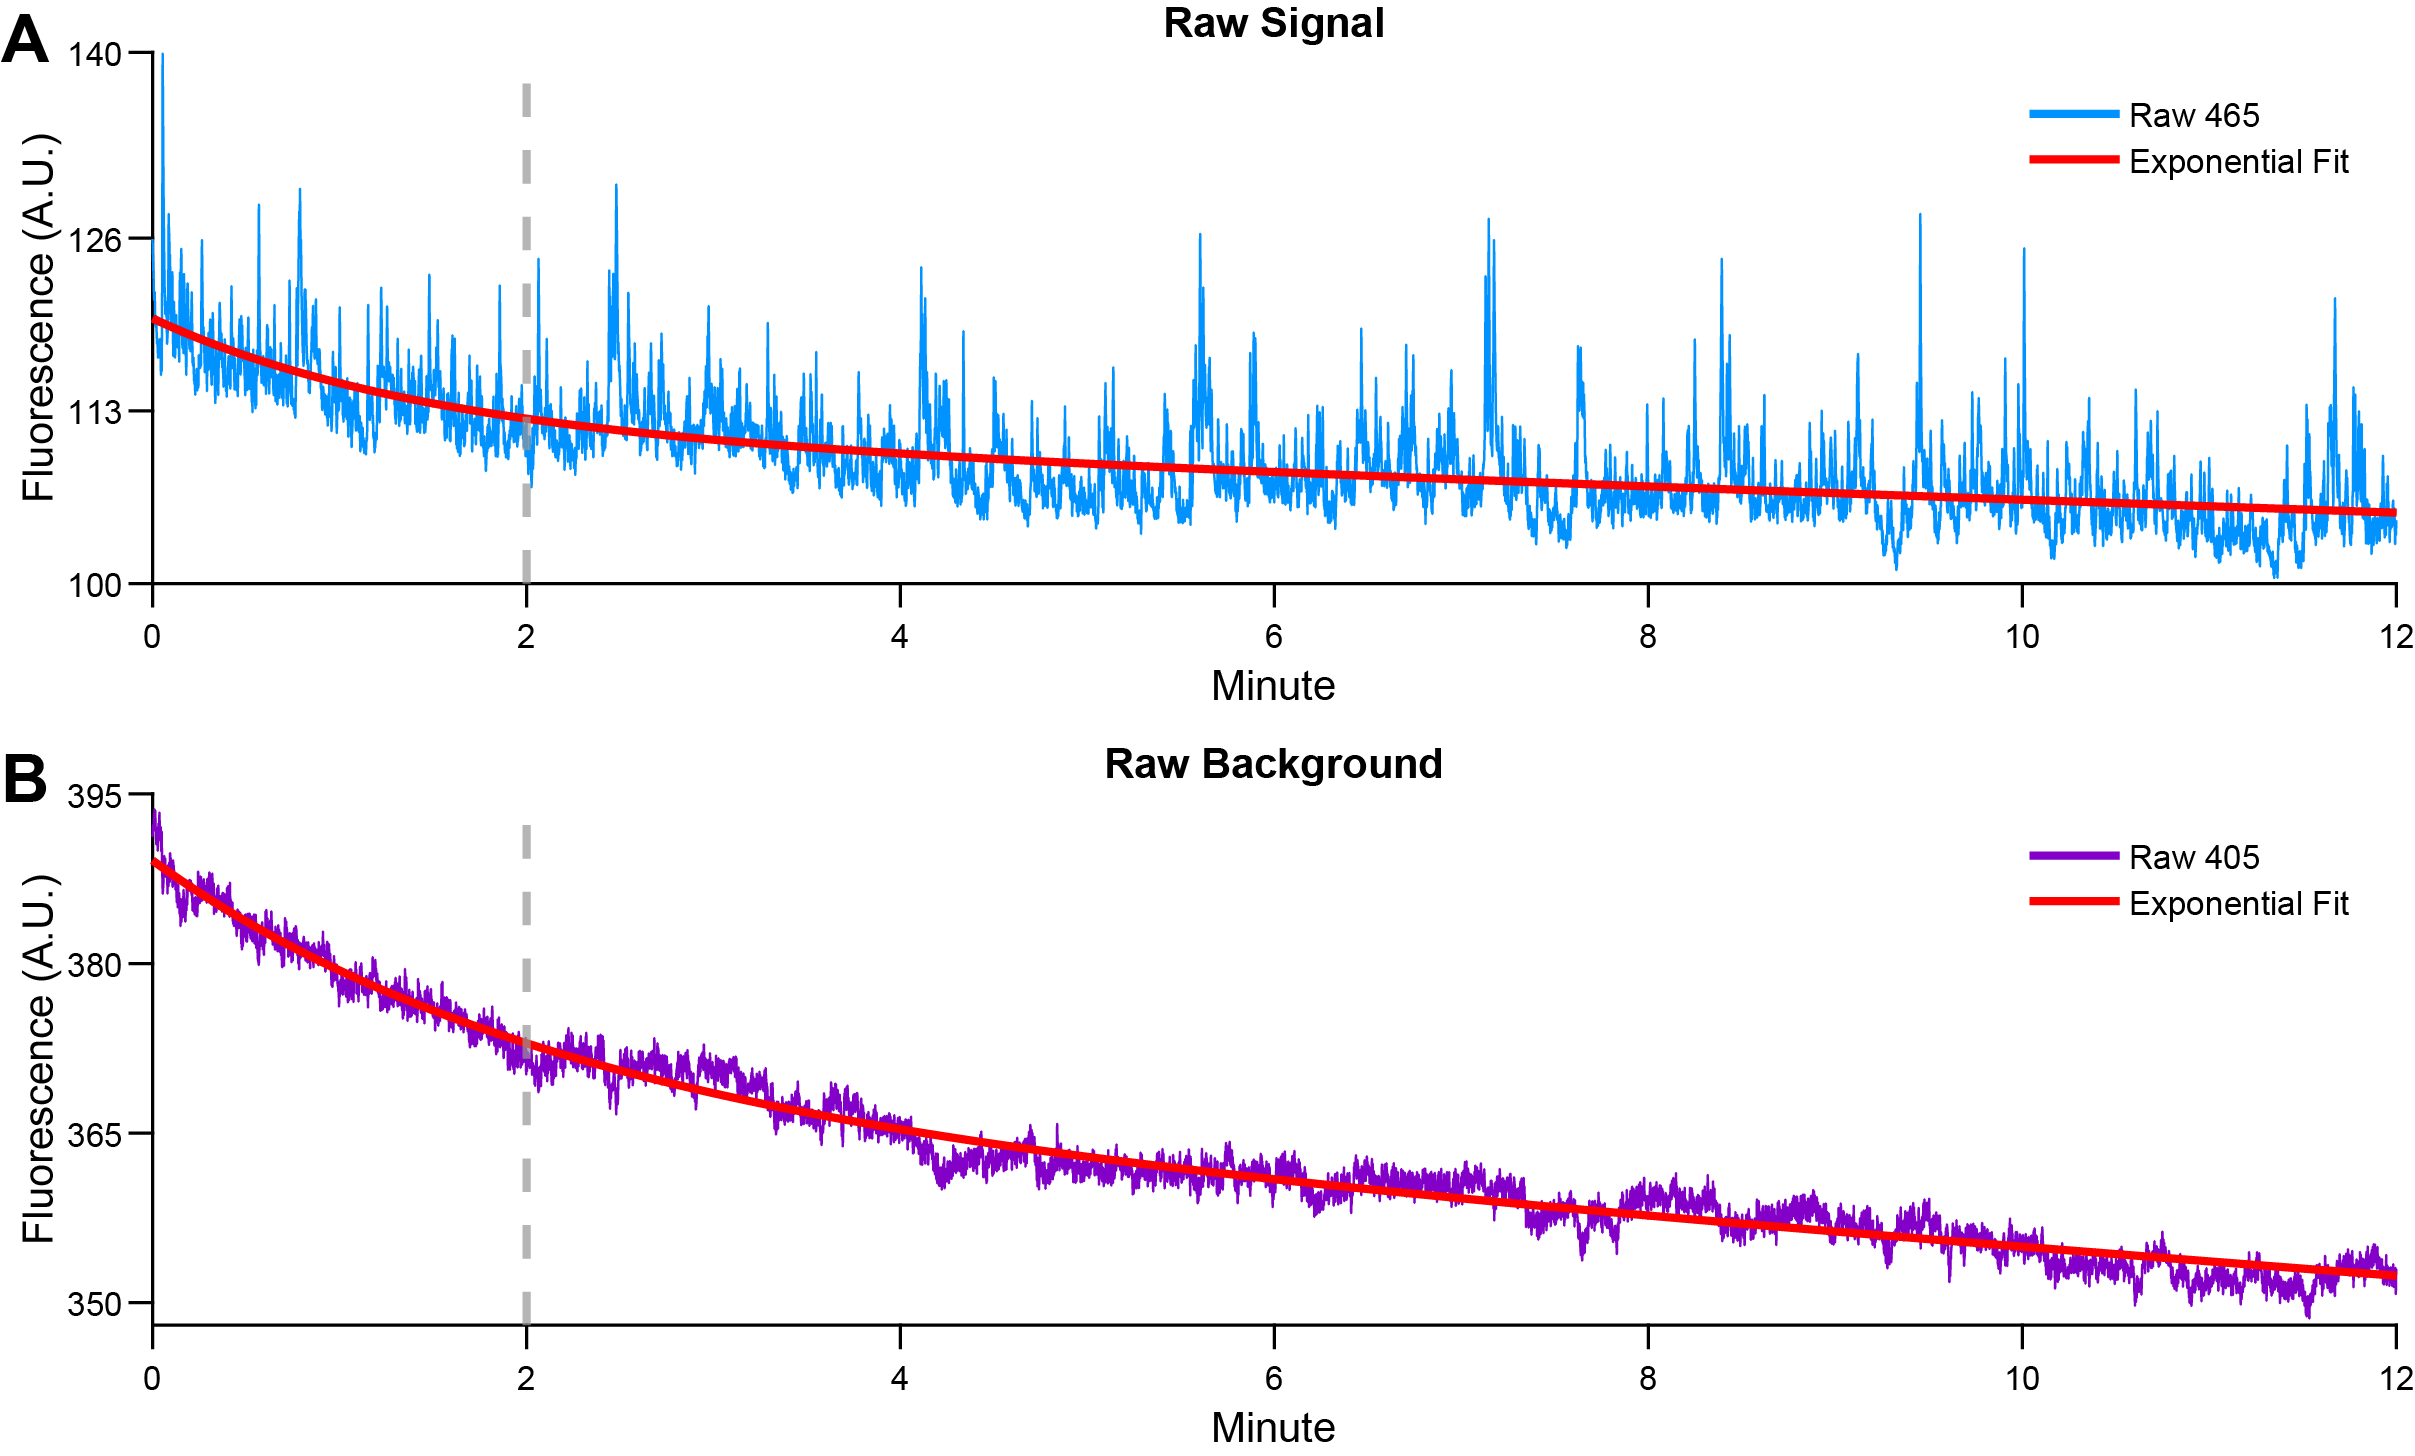 A
Raw Signal
140
126
113
100
Fluorescence (A.U.)
Raw 465
Exponential Fit
0 2 4 6 8 10 12
Minute
B
Raw Background
395
380
365
350
Fluorescence (A.U.)
Raw 405
Exponential Fit
0 2 4 6 8 10 12
Minute